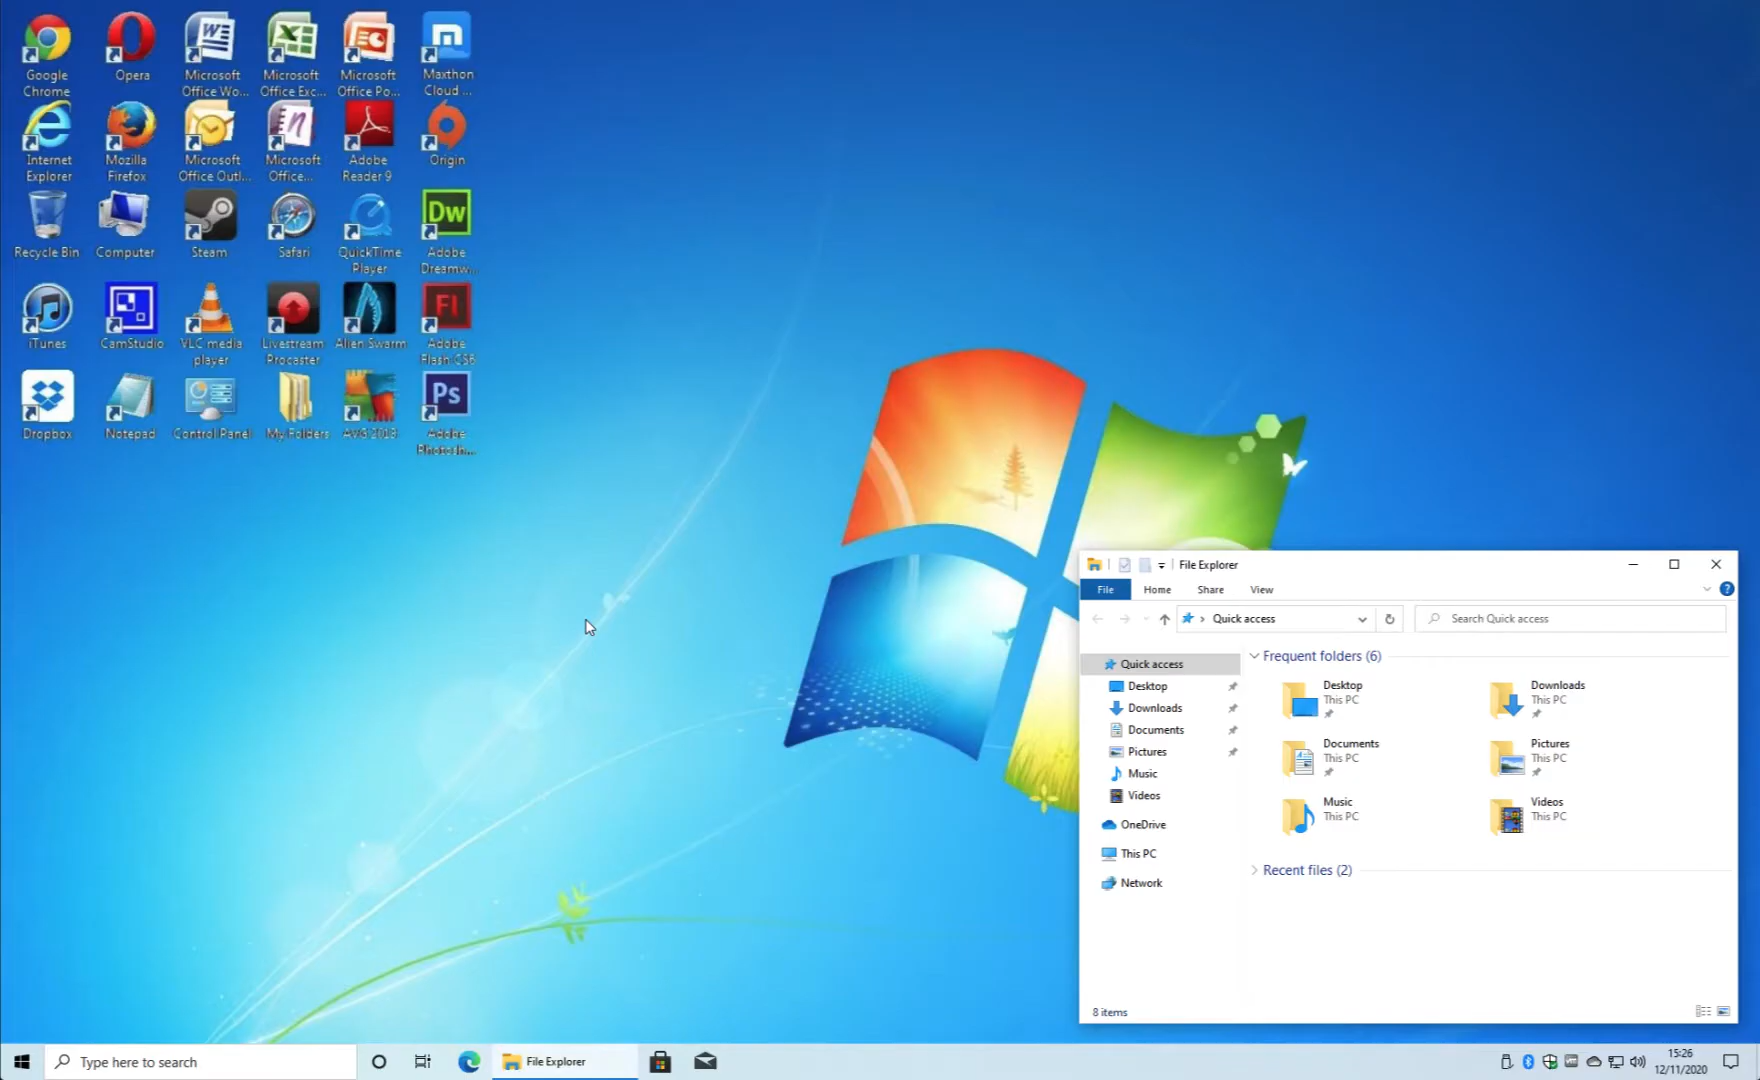 Google
Chrome
Opera
Microsoft
Office Wo...
Microsoft
Office Exc...
Microsoft
Office Po...
Maxthon
Cloud ...
Internet
Explorer
Mozilla
Firefox
Microsoft
Office Outl...
Microsoft
Office...
Adobe
Reader 9
Origin
Recycle Bin
Computer
Steam
Safari
QuickTime
Player
Dw
Adobe
Dreamw...
iTunes
CamStudio
VLC media
player
Livestream
Procaster
Alien Swarm
Fl
Adobe
Flash CS6
Dropbox
Notepad
Control Panel
My Folders
AVG 2013
Ps
Adobe
Photosh...
File Explorer
File Home Share View
Quick access
Search Quick access
Quick access
Desktop
Downloads
Documents
Pictures
Music
Videos
OneDrive
This PC
Network
Frequent folders (6)
Desktop
This PC
Downloads
This PC
Documents
This PC
Pictures
This PC
Music
This PC
Videos
This PC
Recent files (2)
8 items
Type here to search
File Explorer
15:26
12/11/2020